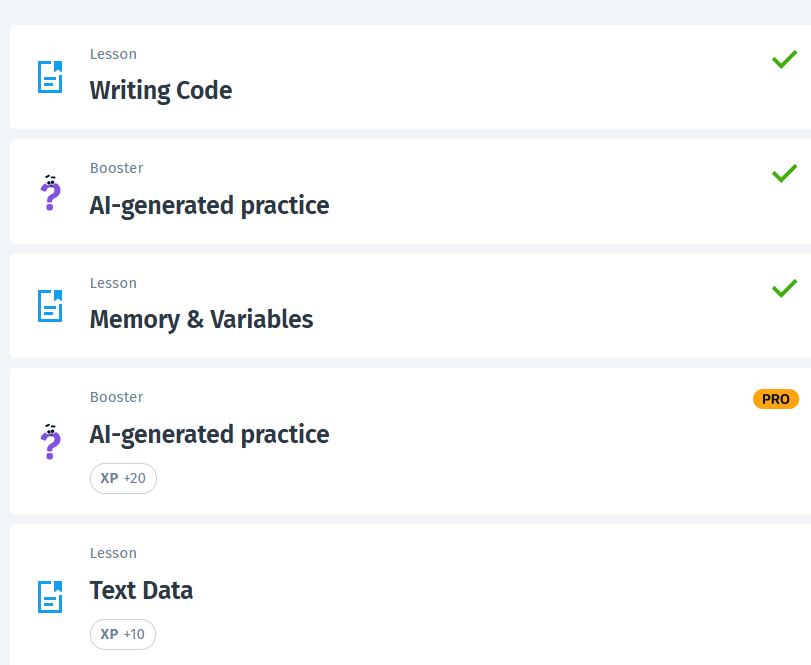 Lesson
Writing Code
Booster
AI-generated practice
Lesson
Memory & Variables
Booster
PRO
AI-generated practice
XP +20
Lesson
Text Data
XP +10